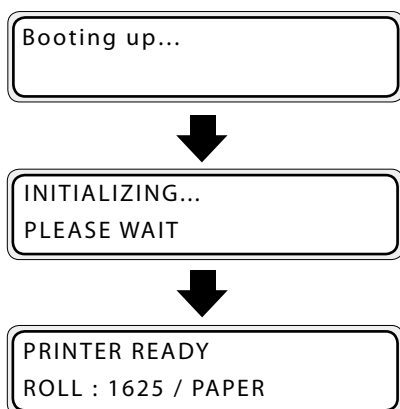 Booting up...
INITIALIZING...
PLEASE WAIT
PRINTER READY
ROLL : 1625 / PAPER